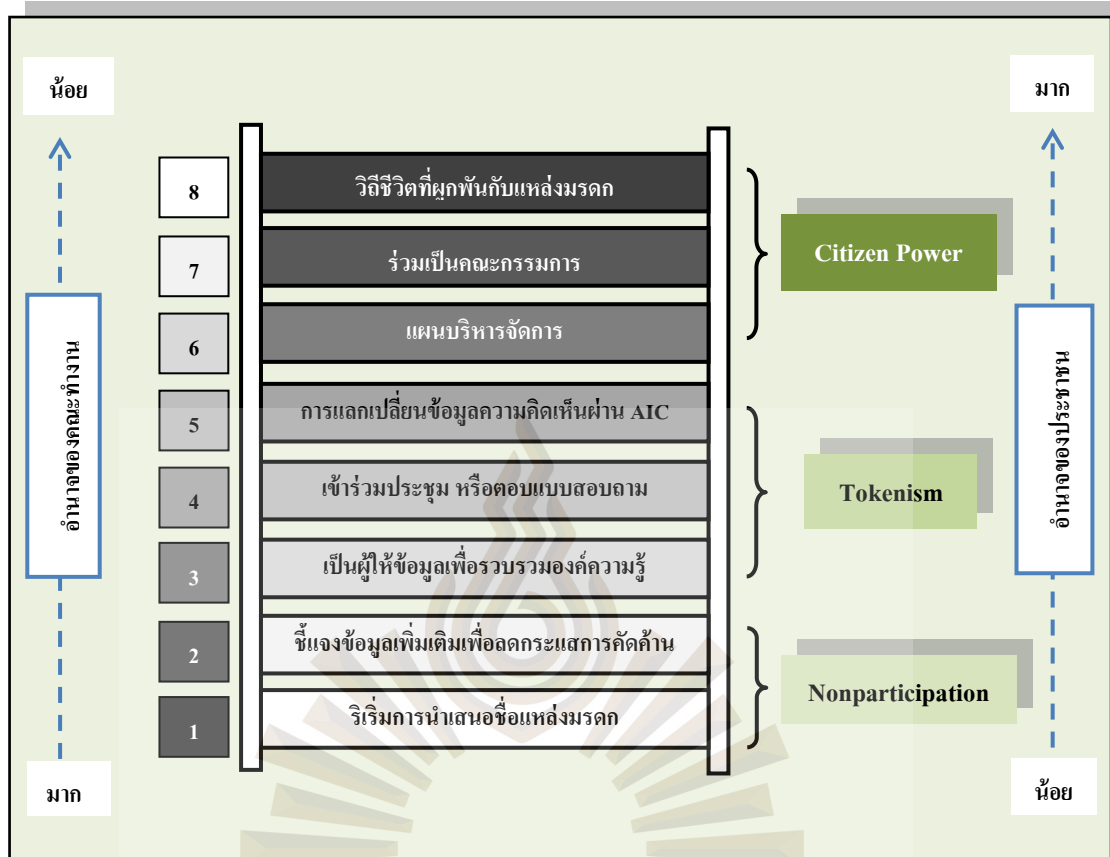 น้อย
มาก
8
วิถีชีวิตที่ผูกพันกับแหล่งมรดก
7
ร่วมเป็นคณะกรรมการ
Citizen Power
6
แผนบริหารจัดการ
อำนาจของคณะทำงาน
อำนาจของประชาชน
5
การแลกเปลี่ยนข้อมูลความคิดเห็นผ่าน AIC
4
เข้าร่วมประชุม หรือตอบแบบสอบถาม
Tokenism
3
เป็นผู้ให้ข้อมูลเพื่อรวบรวมองค์ความรู้
2
ชี้แจงข้อมูลเพิ่มเติมเพื่อลดกระแสการคัดค้าน
Nonparticipation
1
ริเริ่มการนำเสนอชื่อแหล่งมรดก
มาก
น้อย